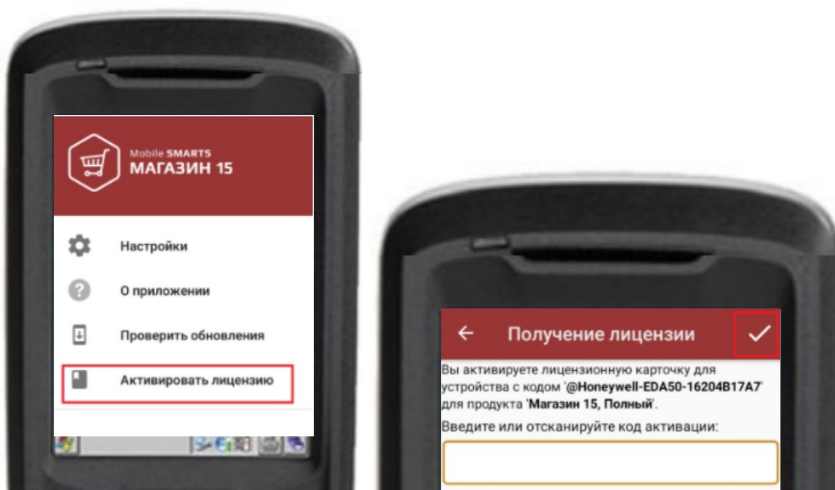 Mobile SMARTS
МАГАЗИН 15
Настройки
О приложении
Проверить обновления
Активировать лицензию
Получение лицензии
Вы активируете лицензионную карточку для
устройства с кодом '@Honeywell-EDA50-16204B17A7'
для продукта 'Магазин 15, Полный'.
Введите или отсканируйте код активации: